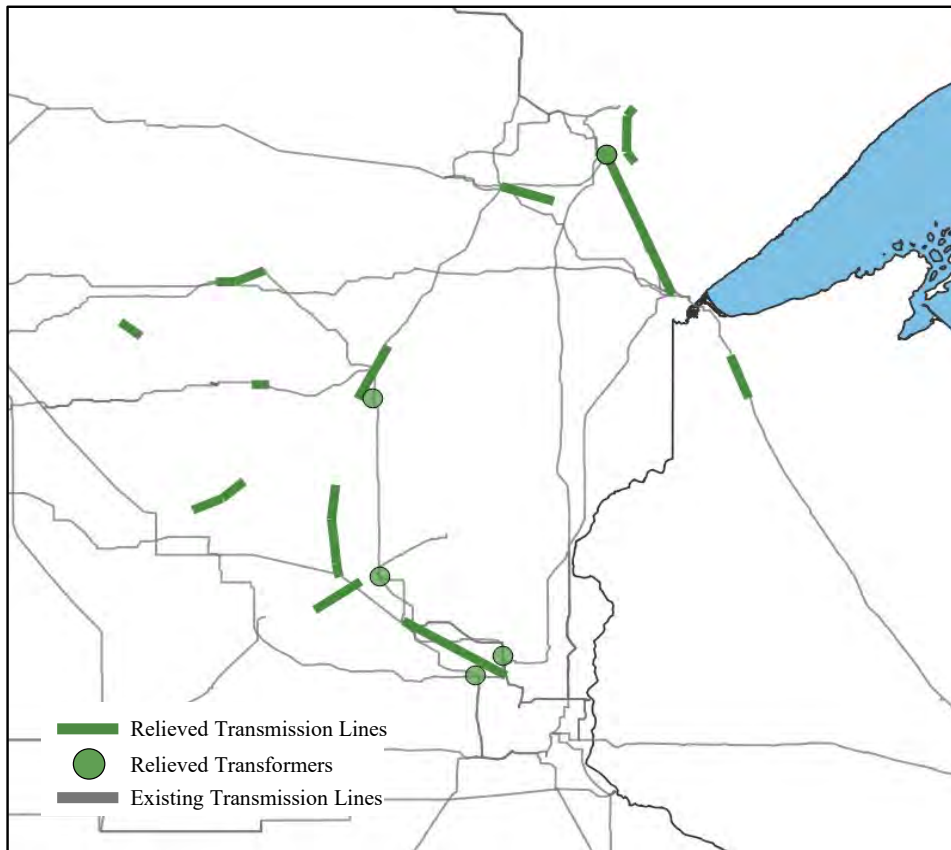 Relieved Transmission Lines
Relieved Transformers
Existing Transmission Lines